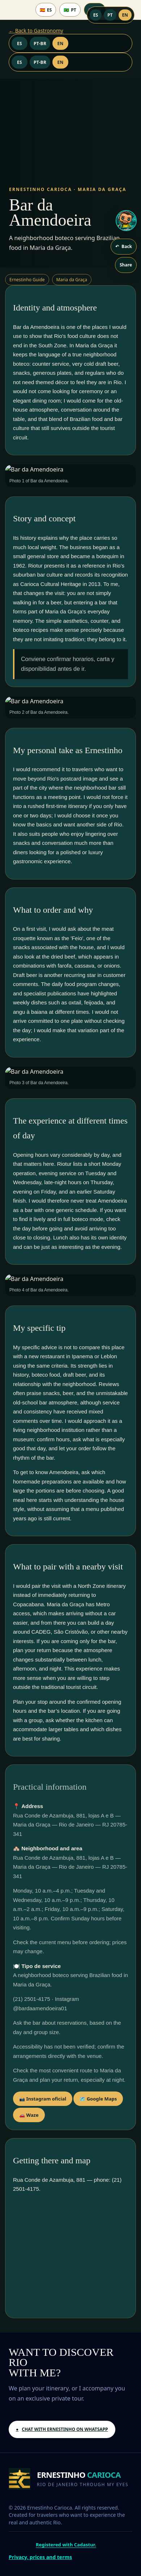 🇪🇸 ES
🇧🇷 PT
ES
PT
EN
← Back to Gastronomy
ES
PT-BR
EN
ES
PT-BR
EN
ERNESTINHO CARIOCA · MARIA DA GRAÇA
Bar da
Amendoeira
A neighborhood boteco serving Brazilian
food in Maria da Graça.
↶ Back
Share
Ernestinho Guide
Maria da Graça
Identity and atmosphere
Bar da Amendoeira is one of the places I would
use to show that Rio's food culture does not
end in the South Zone. In Maria da Graça it
keeps the language of a true neighborhood
boteco: counter service, very cold draft beer,
snacks, generous plates, and regulars who do
not need themed décor to feel they are in Rio. I
would not come looking for ceremony or an
elegant dining room; I would come for the old-
house atmosphere, conversation around the
table, and that blend of Brazilian food and bar
culture that still survives outside the tourist
circuit.
Bar da Amendoeira
Photo 1 of Bar da Amendoeira.
Story and concept
Its history explains why the place carries so
much local weight. The business began as a
small market and later became a boteco in
1962. Riotur presents it as a reference in Rio's
suburban bar culture and records its recognition
as Carioca Cultural Heritage in 2013. To me,
that changes the visit: you are not simply
walking into a bar, but entering a bar that
became part of Maria da Graça's everyday
memory. The simple aesthetics, counter, and
boteco recipes make sense precisely because
they are not imitating tradition; they belong to it.
Conviene confirmar horarios, carta y
disponibilidad antes de ir.
Bar da Amendoeira
Photo 2 of Bar da Amendoeira.
My personal take as Ernestinho
I would recommend it to travelers who want to
move beyond Rio's postcard image and see
part of the city where everyday life remains the
main attraction. I would not force Amendoeira
into a fast-first-time itinerary if you only have
one or two days; I would choose it once you
know the basics and want another side of Rio.
It also suits people who enjoy lingering over
snacks and conversation much more than
diners looking for a polished or luxury
gastronomic experience.
What to order and why
On a first visit, I would ask about the meat
croquette known as the 'Feio', one of the
snacks associated with the house, and I would
also look at dried beef, which appears in
combinations with farofa, cassava, or onions.
Draft beer is another recurring star in customer
comments. The daily food program changes,
and specialist publications have highlighted
weekly dishes such as oxtail, feijoada, and
angu à baiana at different times. I would not
arrive committed to one plate without checking
the day; I would make that variation part of the
experience.
Bar da Amendoeira
Photo 3 of Bar da Amendoeira.
The experience at different times
of day
Opening hours vary considerably by day, and
that matters here. Riotur lists a short Monday
window, extended service on Tuesdays and
Wednesdays, late-night hours on Thursday,
evening on Friday, and an earlier Saturday
finish. I would therefore never treat Amendoeira
as a bar with one generic schedule. If you want
to find it lively and in full boteco mode, check
the day before going and avoid arriving too
close to closing. Lunch also has its own identity
and can be just as interesting as the evening.
Bar da Amendoeira
Photo 4 of Bar da Amendoeira.
My specific tip
My specific advice is not to compare this place
to a new restaurant in Ipanema or Leblon
using the same criteria. Its strength lies in
history, boteco food, draft beer, and its
relationship with the neighborhood. Reviews
often praise snacks, beer, and the unmistakable
old-school bar atmosphere, although service
and consistency have received mixed
comment over time. I would approach it as a
living neighborhood institution rather than a
museum: confirm hours, ask in advance what is
good that day, and let your order follow the
rhythm of the bar.
To get to know Amendoeira, ask which
homemade preparations are available and how
large the portions are before choosing. A good
meal here starts with understanding the house
style, without assuming that a menu published
years ago is still current.
What to pair with a nearby visit
I would pair the visit with a North Zone itinerary
instead of immediately returning to
Copacabana. Maria da Graça has Metro
access, which makes arriving without a car
easier, and there are bars and food in a day
around CADEG, São Cristóvão, or other nearby
interests. If you are coming only for the bar,
plan your return because the atmosphere
changes substantially between lunch,
afternoon, and night. This experience makes
more sense when you are willing to step
outside the traditional tourist circuit.
Plan your stop around the confirmed opening
hours and the bar's location. If you are going
with a group, ask whether the kitchen can
accommodate larger tables and which dishes
are best for sharing.
Practical information
📍 Address
Rua Conde de Azambuja, 881, lojas A e B —
Maria da Graça — Rio de Janeiro — RJ 20785-
341
🏘️ Neighborhood and area
Rua Conde de Azambuja, 881, lojas A e B —
Maria da Graça — Rio de Janeiro — RJ 20785-
341
Monday, 10 a.m.–4 p.m., Tuesday and
Wednesday, 10 a.m.–9 p.m.; Thursday, 10
a.m.–2 a.m., Friday, 10 a.m.–9 p.m.; Saturday,
10 a.m.–8 p.m. Confirm Sunday hours before
visiting.
Check the current menu before ordering; prices
may change.
🍽️ Tipo de service
A neighborhood boteco serving Brazilian food in
Maria da Graça.
(21) 2501-4175 · Instagram
@bardaamendoeira01
Ask the bar about reservations, based on the
day and group size.
Accessibility has not been verified; confirm the
arrangements directly with the venue.
Check the most convenient route to Maria da
Graça and plan your return, especially at night.
📸 Instagram oficial
🗺️ Google Maps
🚗 Waze
Getting there and map
Rua Conde de Azambuja, 881 — phone: (21)
2501-4175.
WANT TO DISCOVER
RIO
WITH ME?
We plan your itinerary, or I accompany you
on an exclusive private tour.
● CHAT WITH ERNESTINHO ON WHATSAPP
ERNESTINHO CARIOCA
RIO DE JANEIRO THROUGH MY EYES
© 2026 Ernestinho Carioca. All rights reserved.
Created for travelers who want to experience the
real and authentic Rio.
Registered with Cadastur.
Privacy, prices and terms